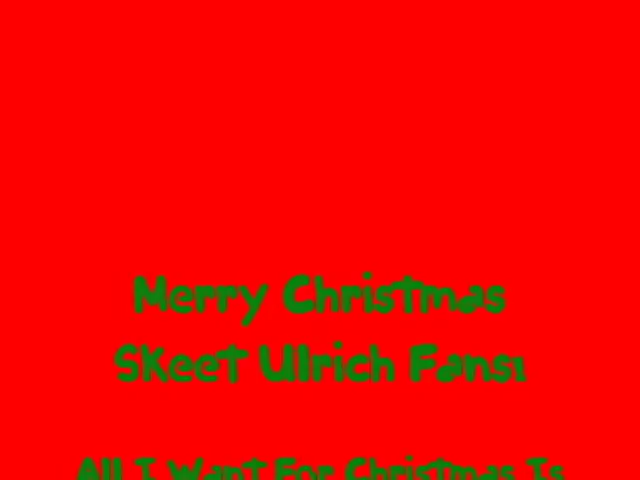 Merry Christmas
Skeet Ulrich Fans!
All I Want For Christmas Is